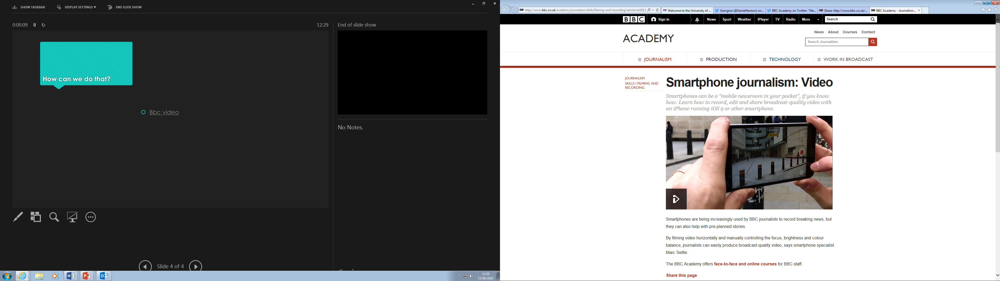 SHOW TASKBAR
DISPLAY SETTINGS ▼
END SLIDE SHOW
0:00:09
12:29
How can we do that?
Bbc video
Slide 4 of 4
End of slide show
No Notes.
12:29
15/06/2016
http://www.bbc.co.uk/academy/journalism/skills/filming-and-recording/article/art2013
Welcome to the University of ...
Georgina (@GenieNewton) on...
BBC Academy on Twitter: "Ma...
Share: http://www.bbc.co.uk/...
BBC Academy - Journalism...
BBC
Sign in
News
Sport
Weather
iPlayer
TV
Radio
More
Search
ACADEMY
News
About
Courses
Contact
Search Journalism
JOURNALISM
PRODUCTION
TECHNOLOGY
WORK IN BROADCAST
JOURNALISM
SKILLS / FILMING AND
RECORDING
Smartphone journalism: Video
Smartphones can be a “mobile newsroom in your pocket”, if you know
how. Learn how to record, edit and share broadcast-quality video with
an iPhone running iOS 9 or other smartphone.
00:00:05
BBC
Smartphones are being increasingly used by BBC journalists to record breaking news, but
they can also help with pre-planned stories.
By filming video horizontally and manually controlling the focus, brightness and colour
balance, journalists can easily produce broadcast-quality video, says smartphone specialist
Marc Settle.
The BBC Academy offers face-to-face and online courses for BBC staff.
Share this page